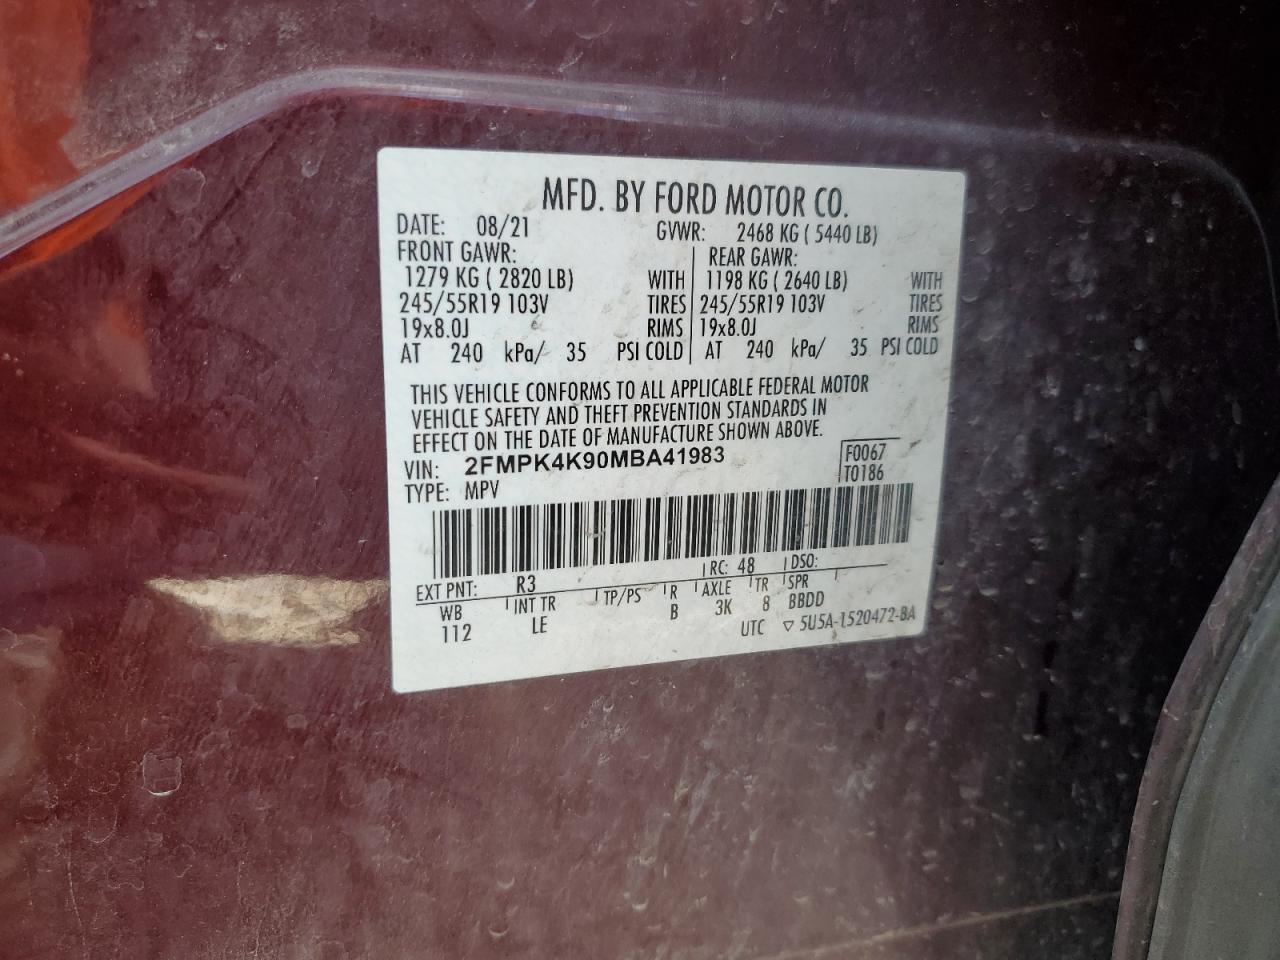 MFD. BY FORD MOTOR CO.
DATE: 08/21 GVWR: 2468 KG ( 5440 LB)
FRONT GAWR: REAR GAWR:
1279 KG ( 2820 LB) WITH 1198 KG ( 2640 LB) WITH
245/55R19 103V TIRES 245/55R19 103V TIRES
19x8.0J RIMS 19x8.0J RIMS
AT 240 kPa/ 35 PSI COLD AT 240 kPa/ 35 PSI COLD
THIS VEHICLE CONFORMS TO ALL APPLICABLE FEDERAL MOTOR
VEHICLE SAFETY AND THEFT PREVENTION STANDARDS IN
EFFECT ON THE DATE OF MANUFACTURE SHOWN ABOVE.
VIN: 2FMPK4K90MBA41983 F0067
TYPE: MPV T0186
EXT PNT: R3 RC: 48 DSO:
WB INT TR TP/PS R AXLE TR SPR
112 LE B 3K 8 BBDD
UTC ▽ 5U5A-1520472-BA